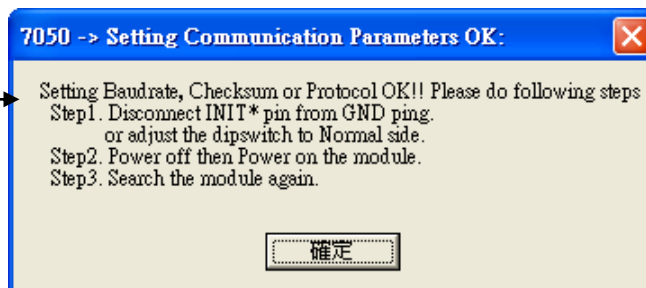 7050 -> Setting Communication Parameters OK:
Setting Baudrate, Checksum or Protocol OK!! Please do following steps
Step1. Disconnect INIT* pin from GND ping.
or adjust the dipswitch to Normal side.
Step2. Power off then Power on the module.
Step3. Search the module again.
確定